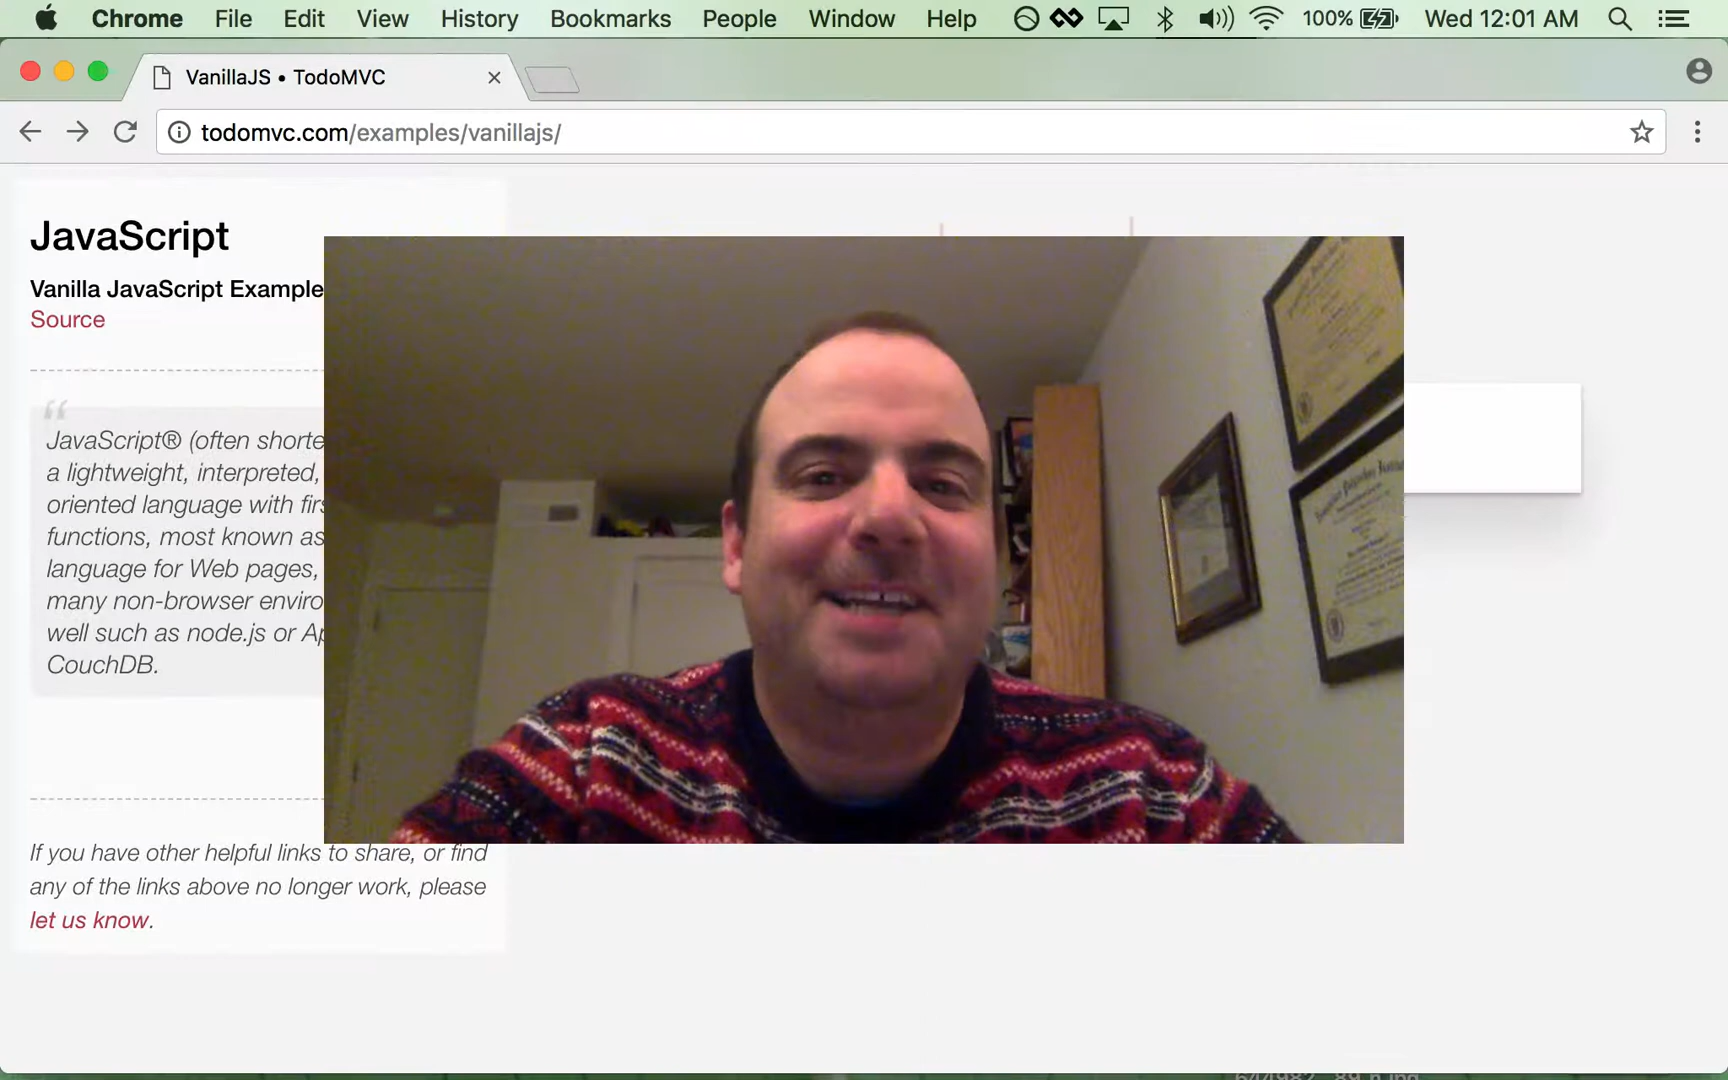 Chrome File Edit View History Bookmarks People Window Help 100% Wed 12:01 AM
VanillaJS • TodoMVC
todomvc.com/examples/vanillajs/
JavaScript
Vanilla JavaScript Example
Source
“
JavaScript® (often shorte
a lightweight, interpreted,
oriented language with firs
functions, most known as
language for Web pages,
many non-browser enviro
well such as node.js or Ap
CouchDB.
If you have other helpful links to share, or find
any of the links above no longer work, please
let us know.